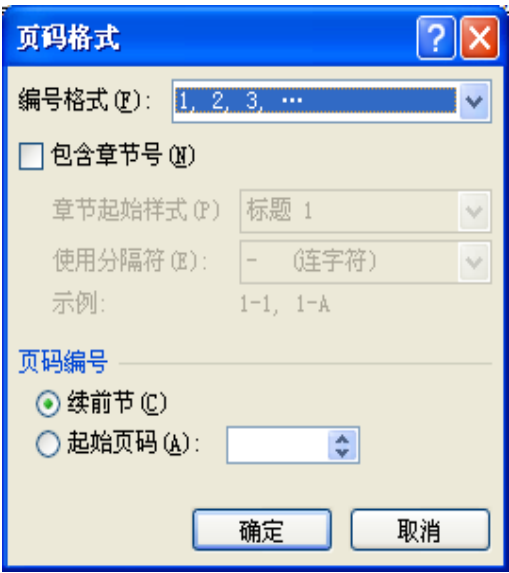 页码格式
编号格式(F): 1, 2, 3, …
包含章节号(N)
章节起始样式(P) 标题 1
使用分隔符(E): - (连字符)
示例: 1-1, 1-A
页码编号
续前节(C)
起始页码(A):
确定 取消